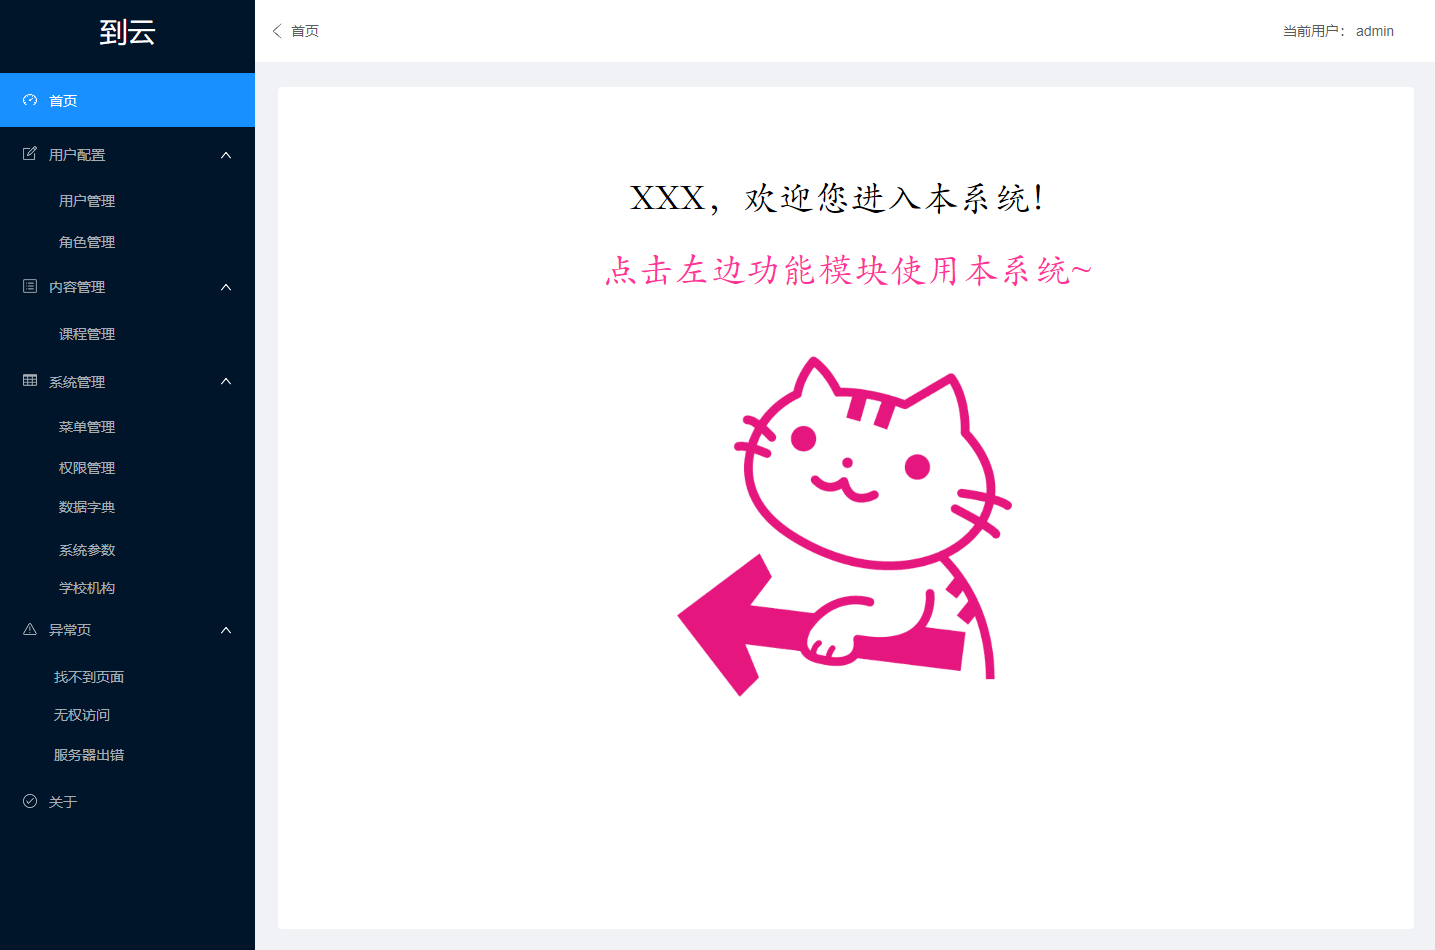 到云
首页
当前用户： admin
首页
用户配置
用户管理
角色管理
内容管理
课程管理
系统管理
菜单管理
权限管理
数据字典
系统参数
学校机构
异常页
找不到页面
无权访问
服务器出错
关于
XXX，欢迎您进入本系统！
点击左边功能模块使用本系统~